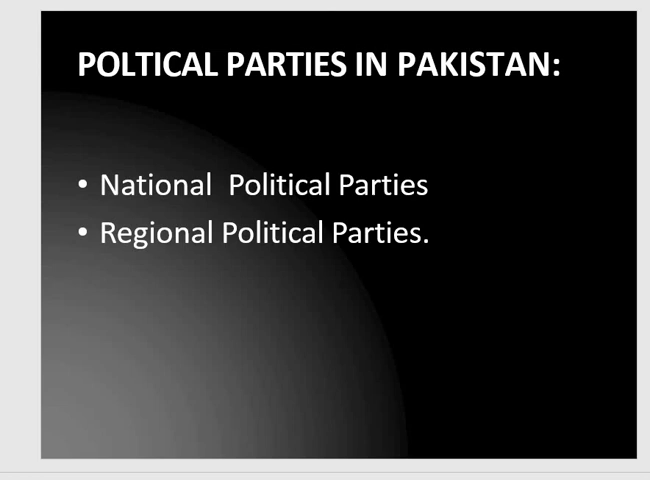 POLTICAL PARTIES IN PAKISTAN:
• National  Political Parties
• Regional Political Parties.